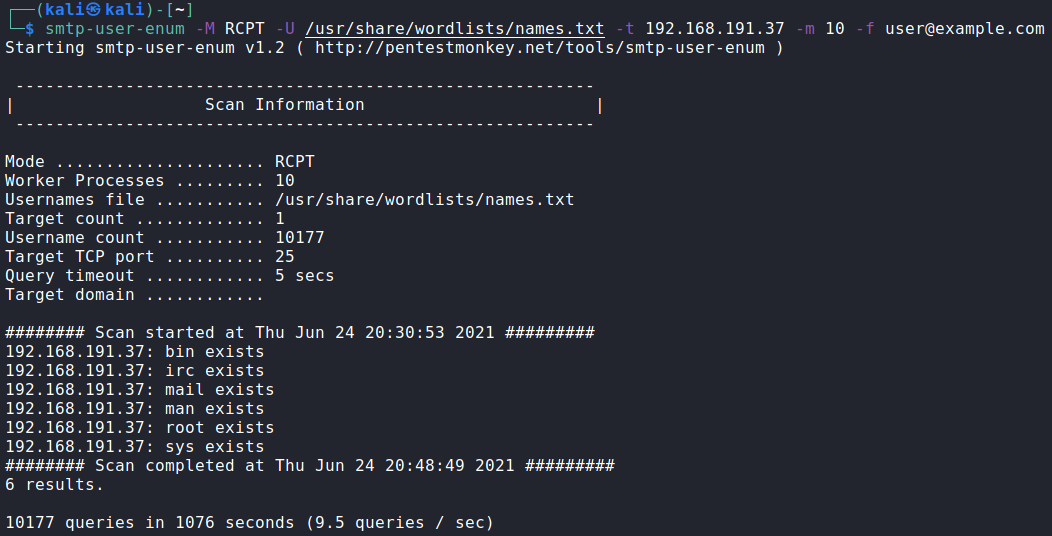 ┌──(kali㉿kali)-[~]
└─$ smtp-user-enum -M RCPT -U /usr/share/wordlists/names.txt -t 192.168.191.37 -m 10 -f user@example.com
Starting smtp-user-enum v1.2 ( http://pentestmonkey.net/tools/smtp-user-enum )
 ----------------------------------------------------------
|                   Scan Information                       |
 ----------------------------------------------------------
Mode ..................... RCPT
Worker Processes ......... 10
Usernames file ........... /usr/share/wordlists/names.txt
Target count ............. 1
Username count ........... 10177
Target TCP port .......... 25
Query timeout ............ 5 secs
Target domain ............
######## Scan started at Thu Jun 24 20:30:53 2021 #########
192.168.191.37: bin exists
192.168.191.37: irc exists
192.168.191.37: mail exists
192.168.191.37: man exists
192.168.191.37: root exists
192.168.191.37: sys exists
######## Scan completed at Thu Jun 24 20:48:49 2021 #########
6 results.
10177 queries in 1076 seconds (9.5 queries / sec)